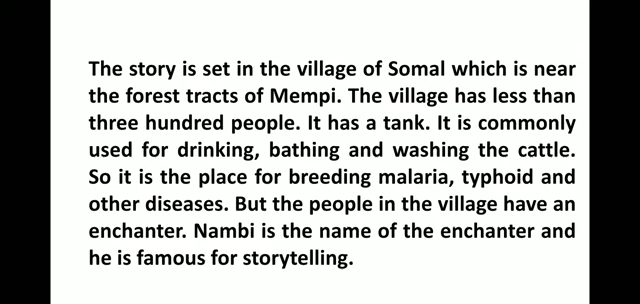 The story is set in the village of Somal which is near
the forest tracts of Mempi. The village has less than
three hundred people. It has a tank. It is commonly
used for drinking, bathing and washing the cattle.
So it is the place for breeding malaria, typhoid and
other diseases. But the people in the village have an
enchanter. Nambi is the name of the enchanter and
he is famous for storytelling.